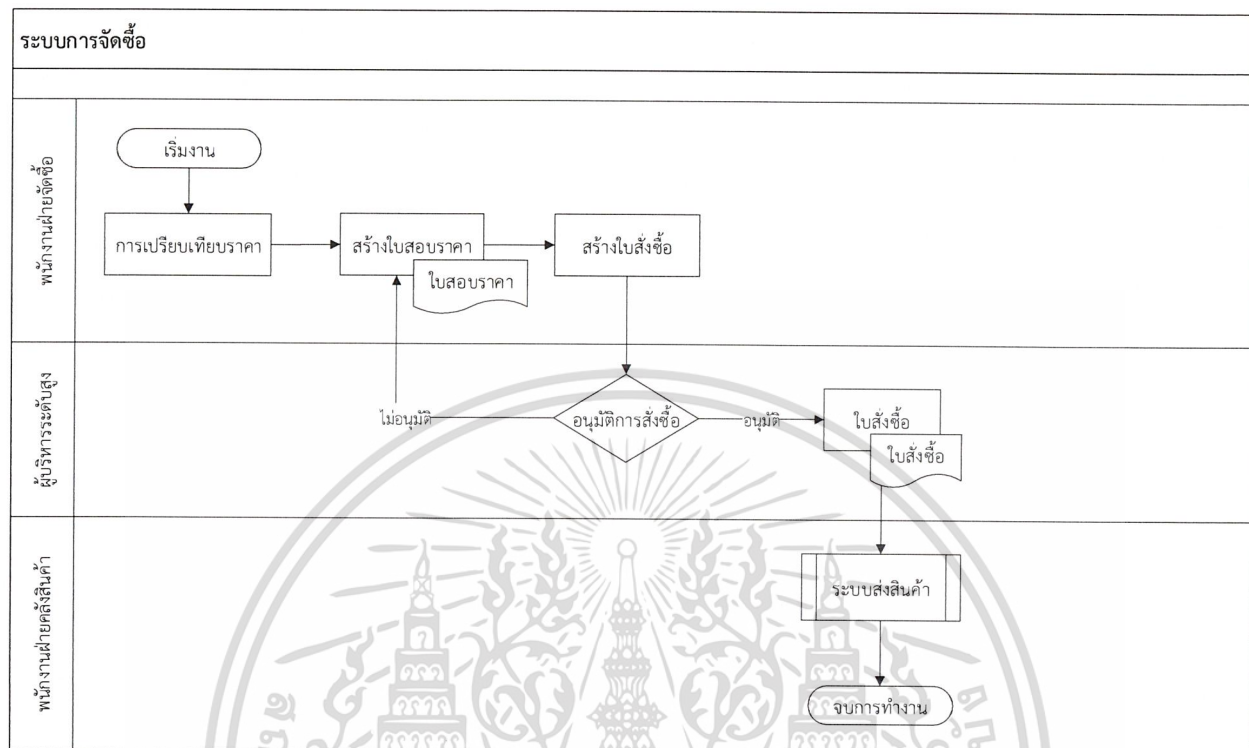 ระบบการจัดซื้อ
พนักงานฝ่ายจัดซื้อ
เริ่มงาน
การเปรียบเทียบราคา
สร้างใบสอบราคา
สร้างใบสั่งซื้อ
ใบสอบราคา
ผู้บริหารระดับสูง
ไม่อนุมัติ
อนุมัติการสั่งซื้อ
อนุมัติ
ใบสั่งซื้อ
ใบสั่งซื้อ
พนักงานฝ่ายคลังสินค้า
ระบบส่งสินค้า
จบการทำงาน